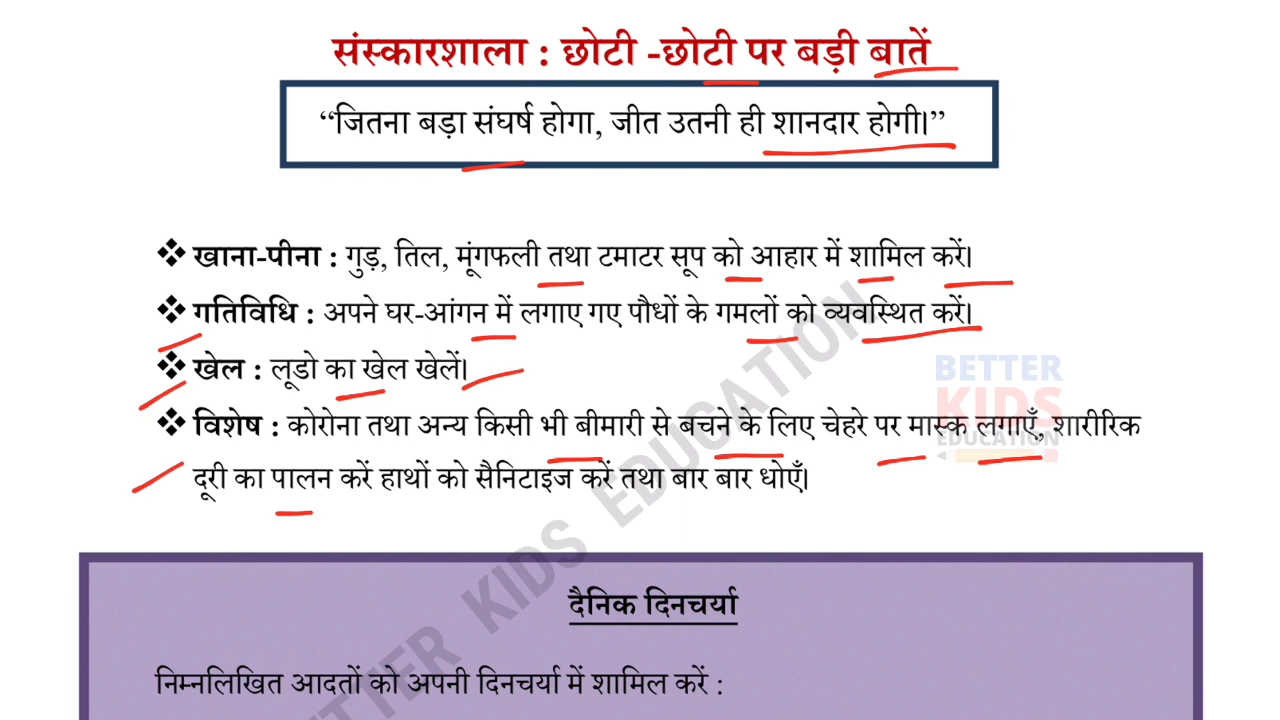 संस्कारशाला : छोटी -छोटी पर बड़ी बातें
“जितना बड़ा संघर्ष होगा, जीत उतनी ही शानदार होगी।”
❖ खाना-पीना : गुड़, तिल, मूंगफली तथा टमाटर सूप को आहार में शामिल करें।
❖ गतिविधि : अपने घर-आंगन में लगाए गए पौधों के गमलों को व्यवस्थित करें।
❖ खेल : लूडो का खेल खेलें।
BETTER
KIDS
EDUCATION
❖ विशेष : कोरोना तथा अन्य किसी भी बीमारी से बचने के लिए चेहरे पर मास्क लगाएँ, शारीरिक
दूरी का पालन करें हाथों को सैनिटाइज करें तथा बार बार धोएँ।
BETTER KIDS EDUCATION
दैनिक दिनचर्या
निम्नलिखित आदतों को अपनी दिनचर्या में शामिल करें :